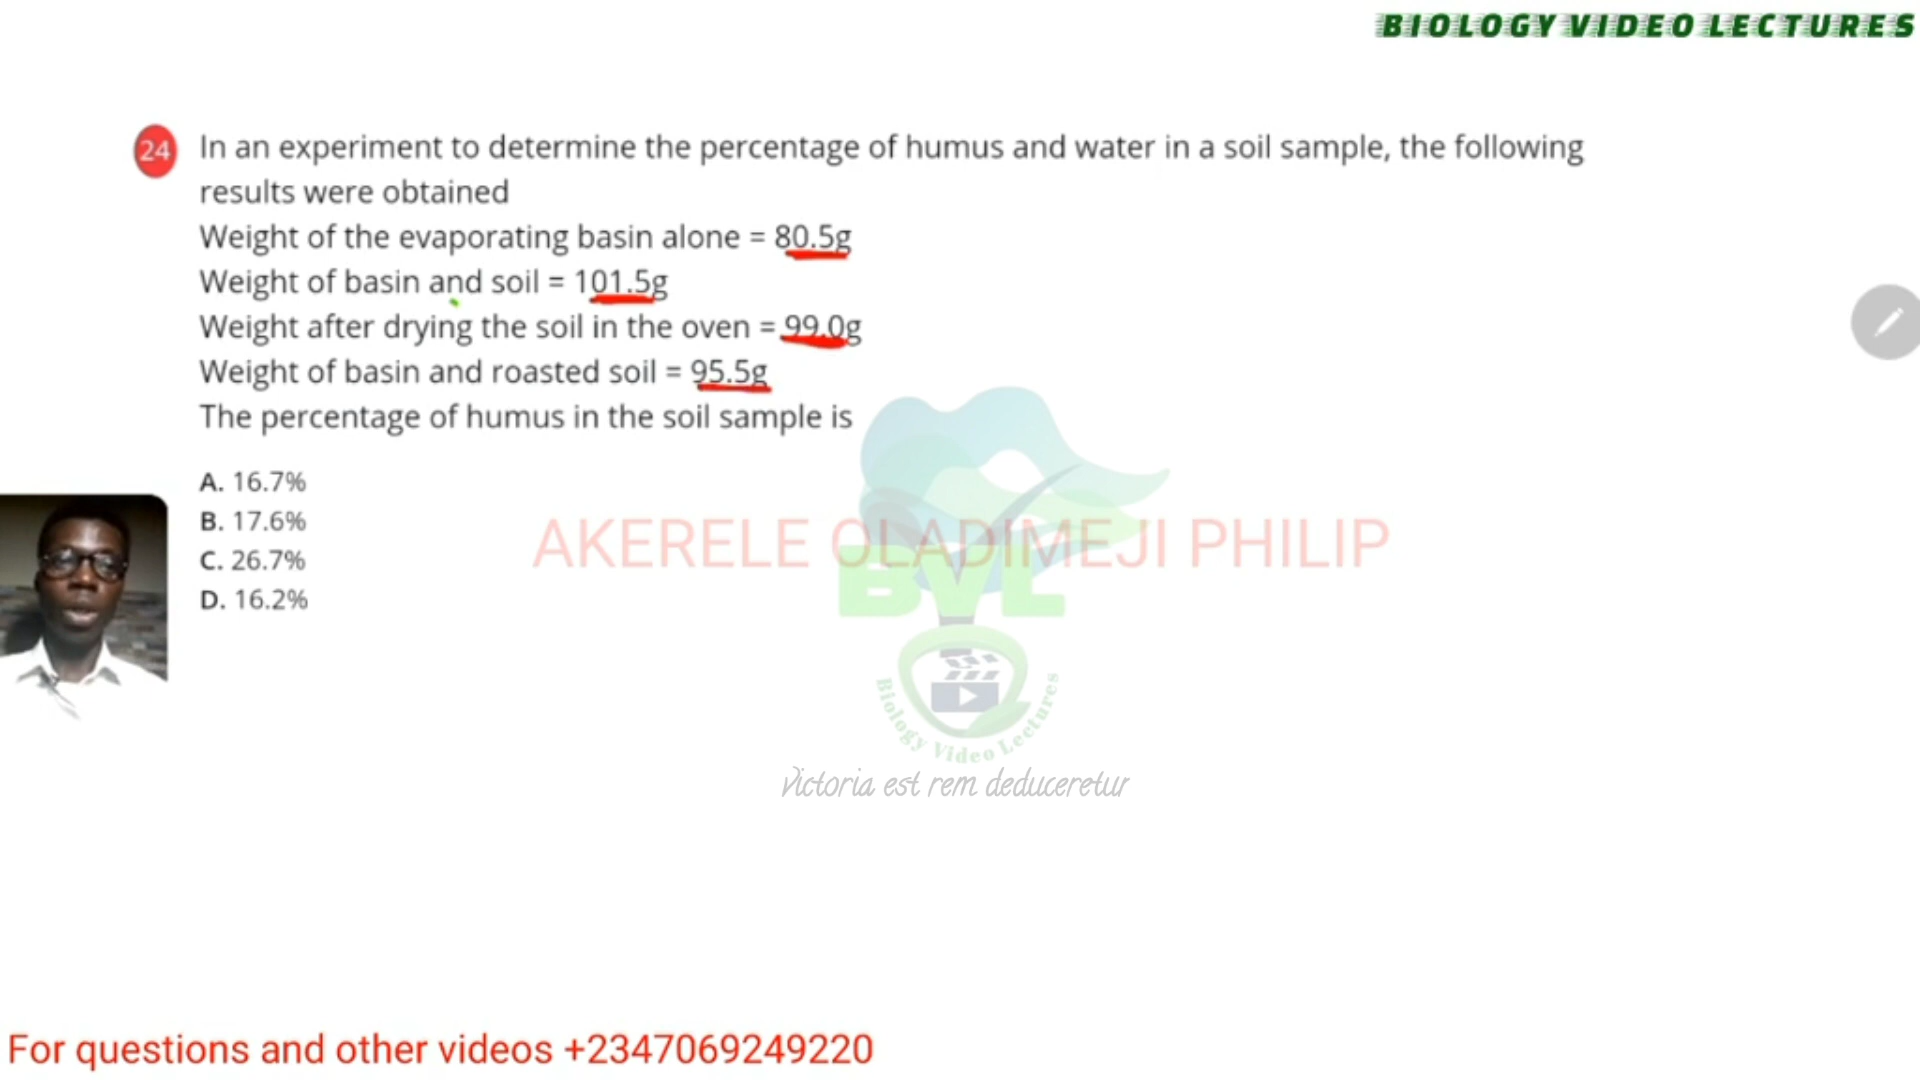 BIOLOGY VIDEO LECTURES
24 In an experiment to determine the percentage of humus and water in a soil sample, the following
results were obtained
Weight of the evaporating basin alone = 80.5g
Weight of basin and soil = 101.5g
Weight after drying the soil in the oven = 99.0g
Weight of basin and roasted soil = 95.5g
The percentage of humus in the soil sample is
A. 16.7%
B. 17.6%
C. 26.7%
D. 16.2%
AKERELE OLADIMEJI PHILIP
BVL
Biology Video Lectures
Victoria est rem deduceretur
For questions and other videos +2347069249220